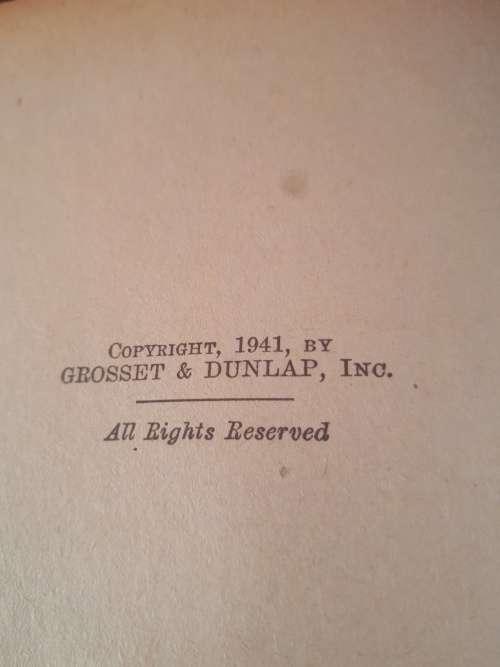 Copyright, 1941, by
GROSSET & DUNLAP, Inc.
All Rights Reserved